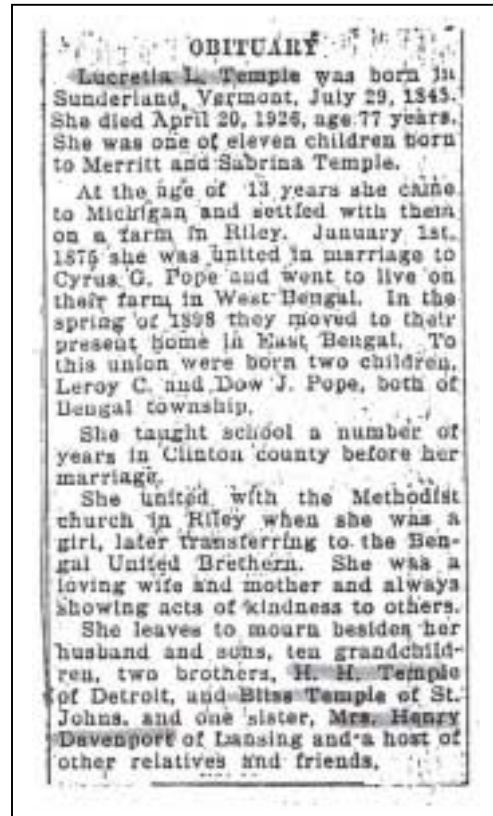 OBITUARY
Lucretia L. Temple was born in
Sunderland, Vermont, July 29, 1843.
She died April 20, 1926, age 77 years.
She was one of eleven children born
to Merritt and Sabrina Temple.
At the age of 13 years she came
to Michigan and settled with them
on a farm in Riley. January 1st,
1875 she was united in marriage to
Cyrus G. Pope and went to live on
their farm in West Bengal. In the
spring of 1898 they moved to their
present home in East Bengal. To
this union were born two children,
Leroy C. and Dow J. Pope, both of
Bengal township.
She taught school a number of
years in Clinton county before her
marriage.
She united with the Methodist
church in Riley when she was a
girl, later transferring to the Ben-
gal United Brethern. She was a
loving wife and mother and always
showing acts of kindness to others.
She leaves to mourn besides her
husband and sons, ten grandchild-
ren, two brothers, H. H. Temple
of Detroit, and Bliss Temple of St.
Johns, and one sister, Mrs. Henry
Davenport of Lansing and a host of
other relatives and friends.